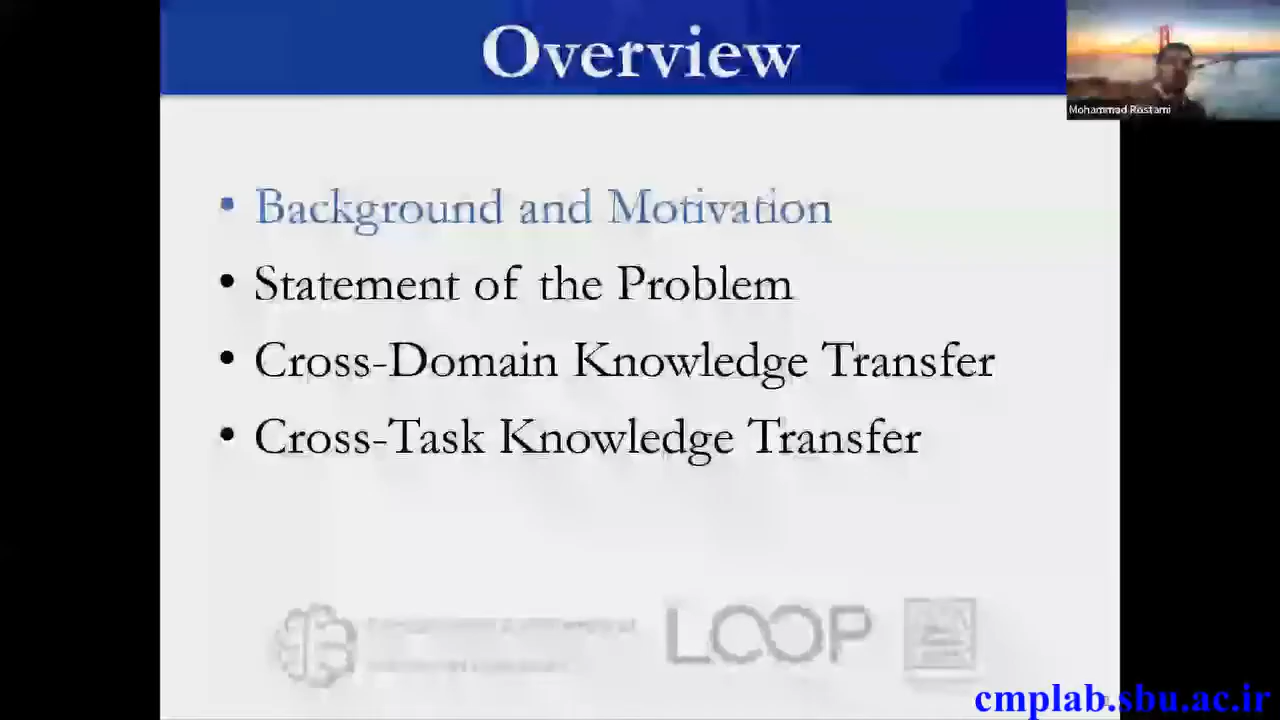 Overview
Mohammad Rostami
• Background and Motivation
• Statement of the Problem
• Cross-Domain Knowledge Transfer
• Cross-Task Knowledge Transfer
LOOP
cmplab.sbu.ac.ir